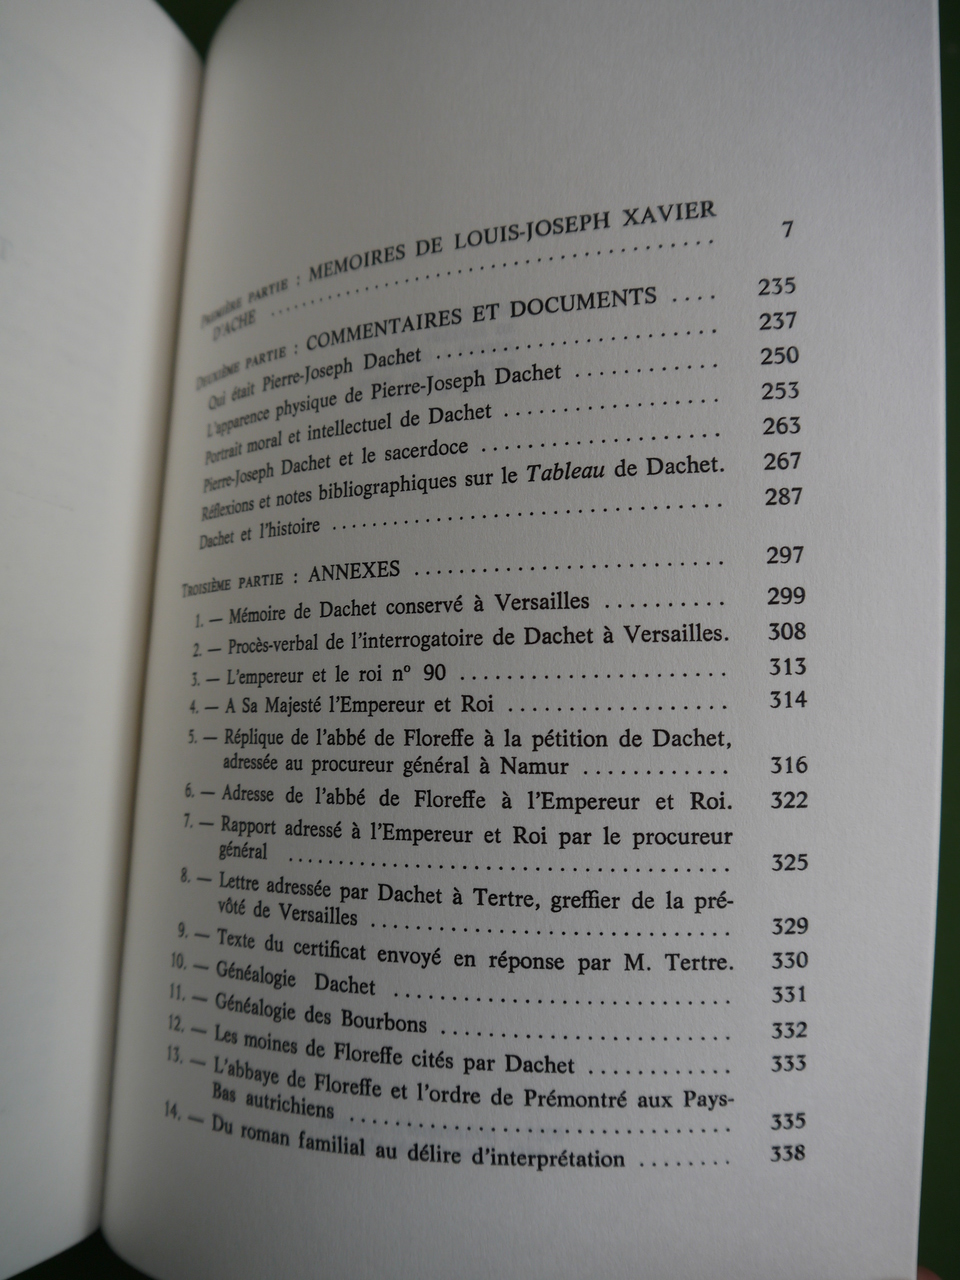 PREMIÈRE PARTIE : MEMOIRES DE LOUIS-JOSEPH XAVIER
D'ACHE ........................................ 7
DEUXIÈME PARTIE : COMMENTAIRES ET DOCUMENTS .... 235
Qui était Pierre-Joseph Dachet ........................ 237
L'apparence physique de Pierre-Joseph Dachet ............ 250
Portrait moral et intellectuel de Dachet .................. 253
Pierre-Joseph Dachet et le sacerdoce .................... 263
Réflexions et notes bibliographiques sur le Tableau de Dachet. 267
Dachet et l'histoire .................................. 287
TROISIÈME PARTIE : ANNEXES .......................... 297
1. — Mémoire de Dachet conservé à Versailles .......... 299
2. — Procès-verbal de l'interrogatoire de Dachet à Versailles. 308
3. — L'empereur et le roi n° 90 ...................... 313
4. — A Sa Majesté l'Empereur et Roi .................. 314
5. — Réplique de l'abbé de Floreffe à la pétition de Dachet,
adressée au procureur général à Namur ............ 316
6. — Adresse de l'abbé de Floreffe à l'Empereur et Roi. 322
7. — Rapport adressé à l'Empereur et Roi par le procureur
général ...................................... 325
8. — Lettre adressée par Dachet à Tertre, greffier de la pré-
vôté de Versailles .............................. 329
9. — Texte du certificat envoyé en réponse par M. Tertre. 330
10. — Généalogie Dachet ............................ 331
11. — Généalogie des Bourbons ........................ 332
12. — Les moines de Floreffe cités par Dachet ............ 333
13. — L'abbaye de Floreffe et l'ordre de Prémontré aux Pays-
Bas autrichiens ................................ 335
14. — Du roman familial au délire d'interprétation ........ 338